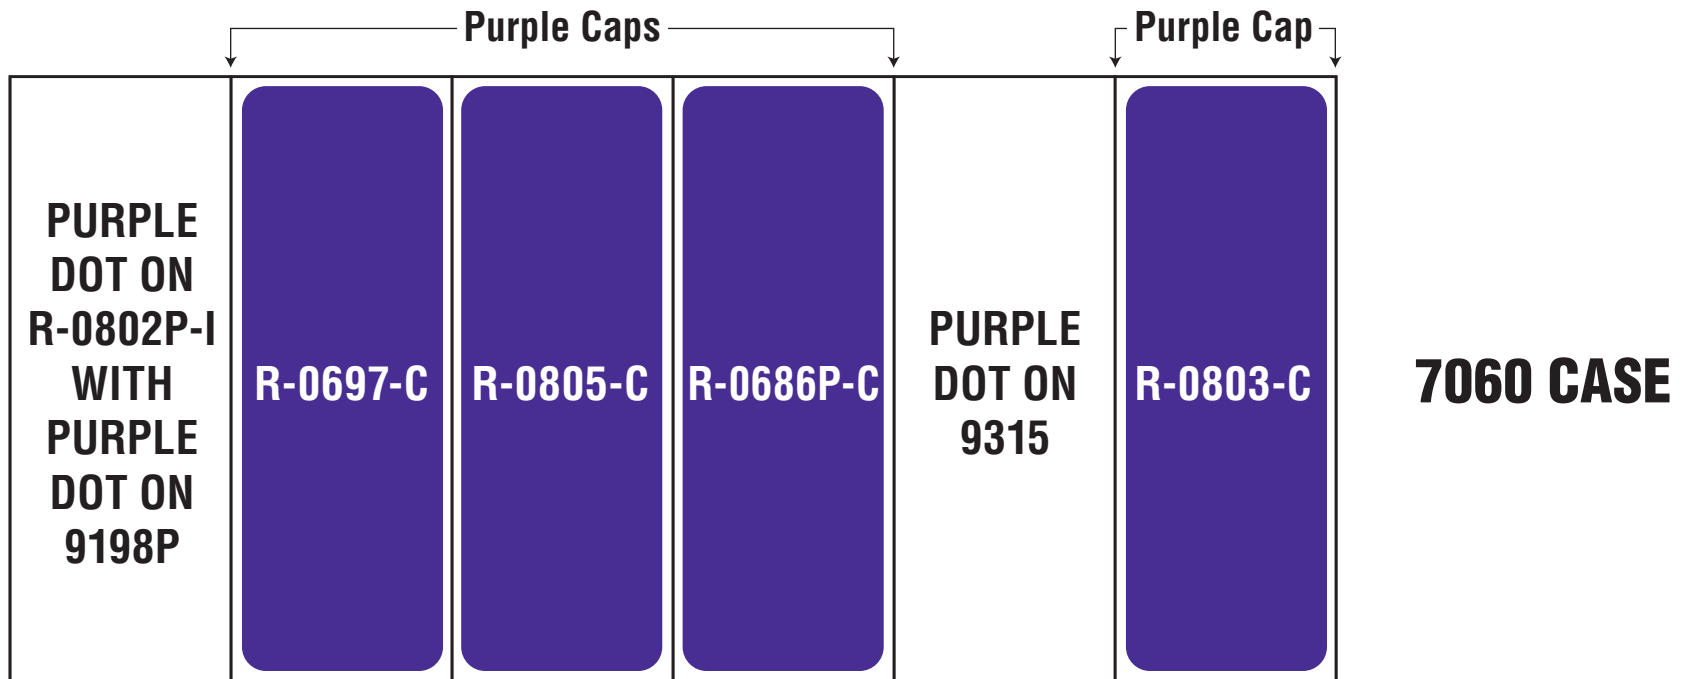 Purple Caps
Purple Cap
PURPLE
DOT ON
R-0802P-I
WITH
PURPLE
DOT ON
9198P
R-0697-C
R-0805-C
R-0686P-C
PURPLE
DOT ON
9315
R-0803-C
7060 CASE